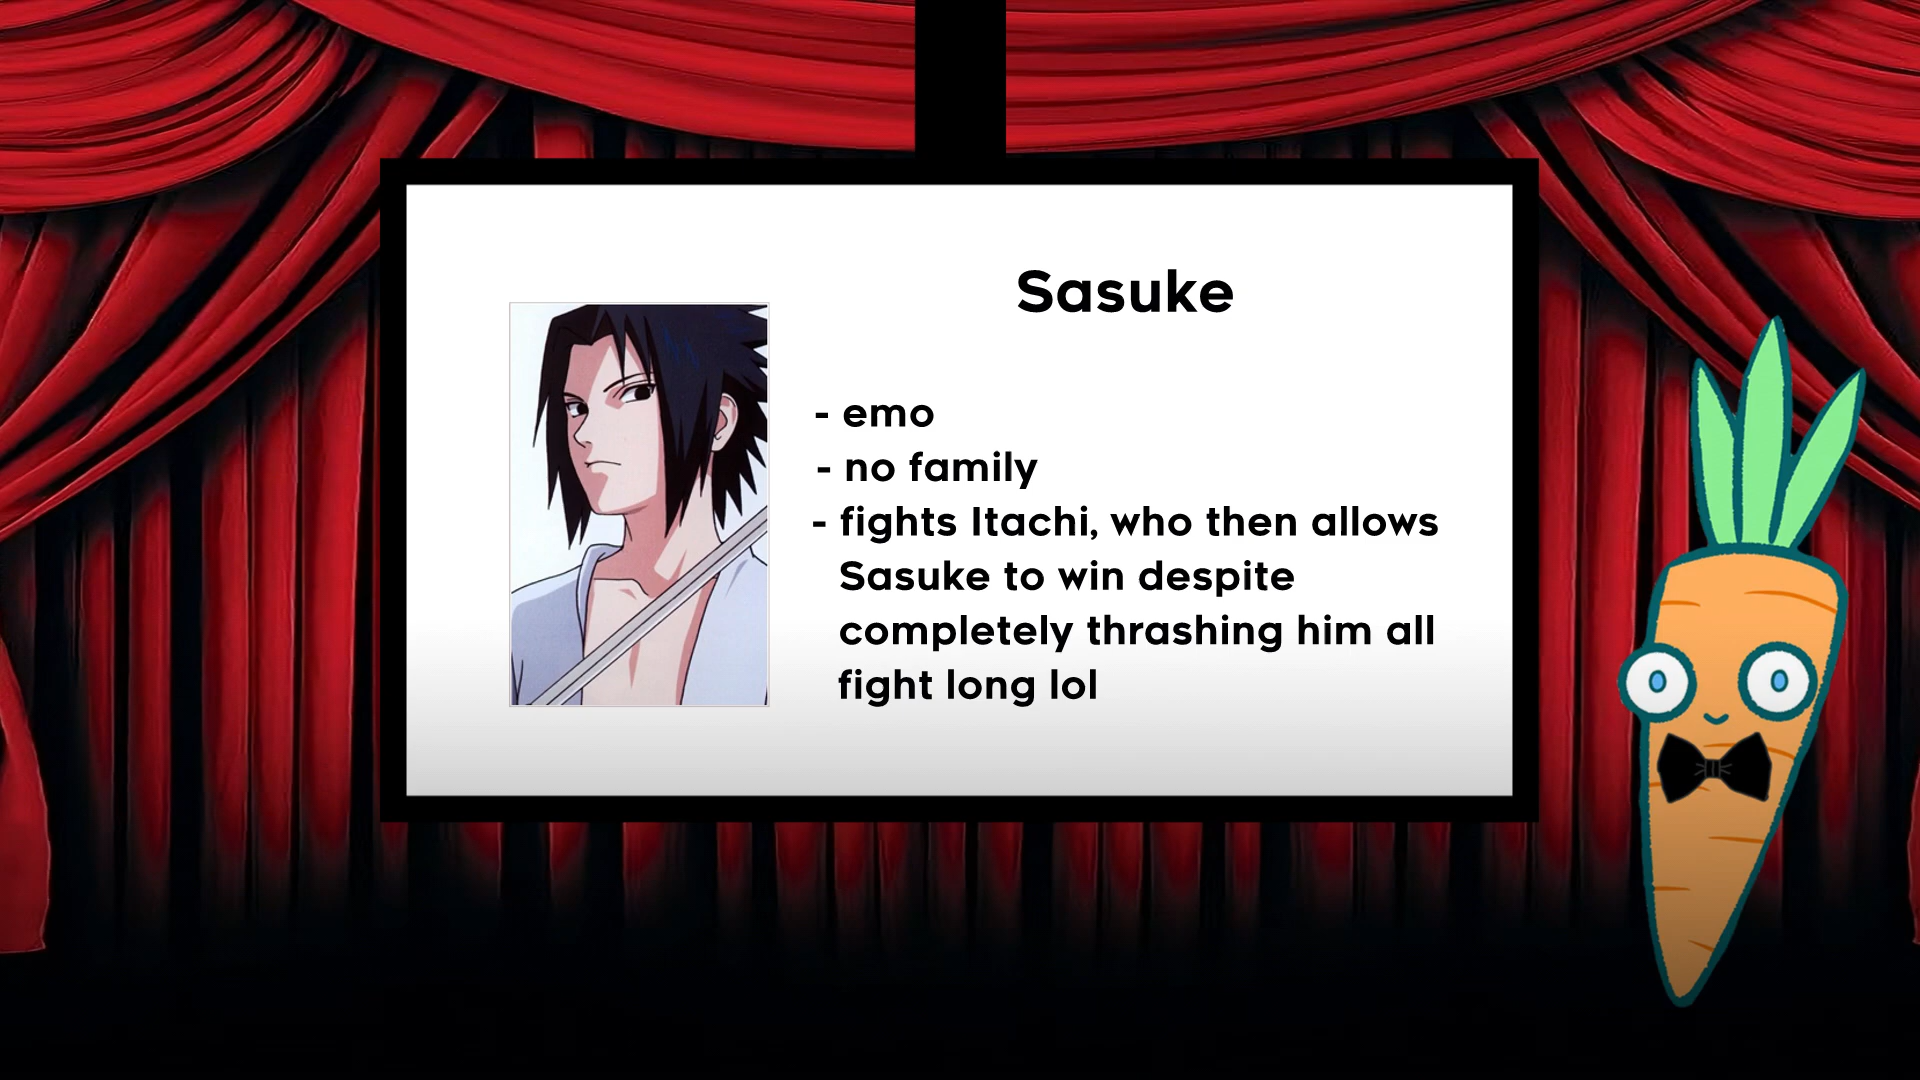 Sasuke
- emo
- no family
- fights Itachi, who then allows
Sasuke to win despite
completely thrashing him all
fight long lol